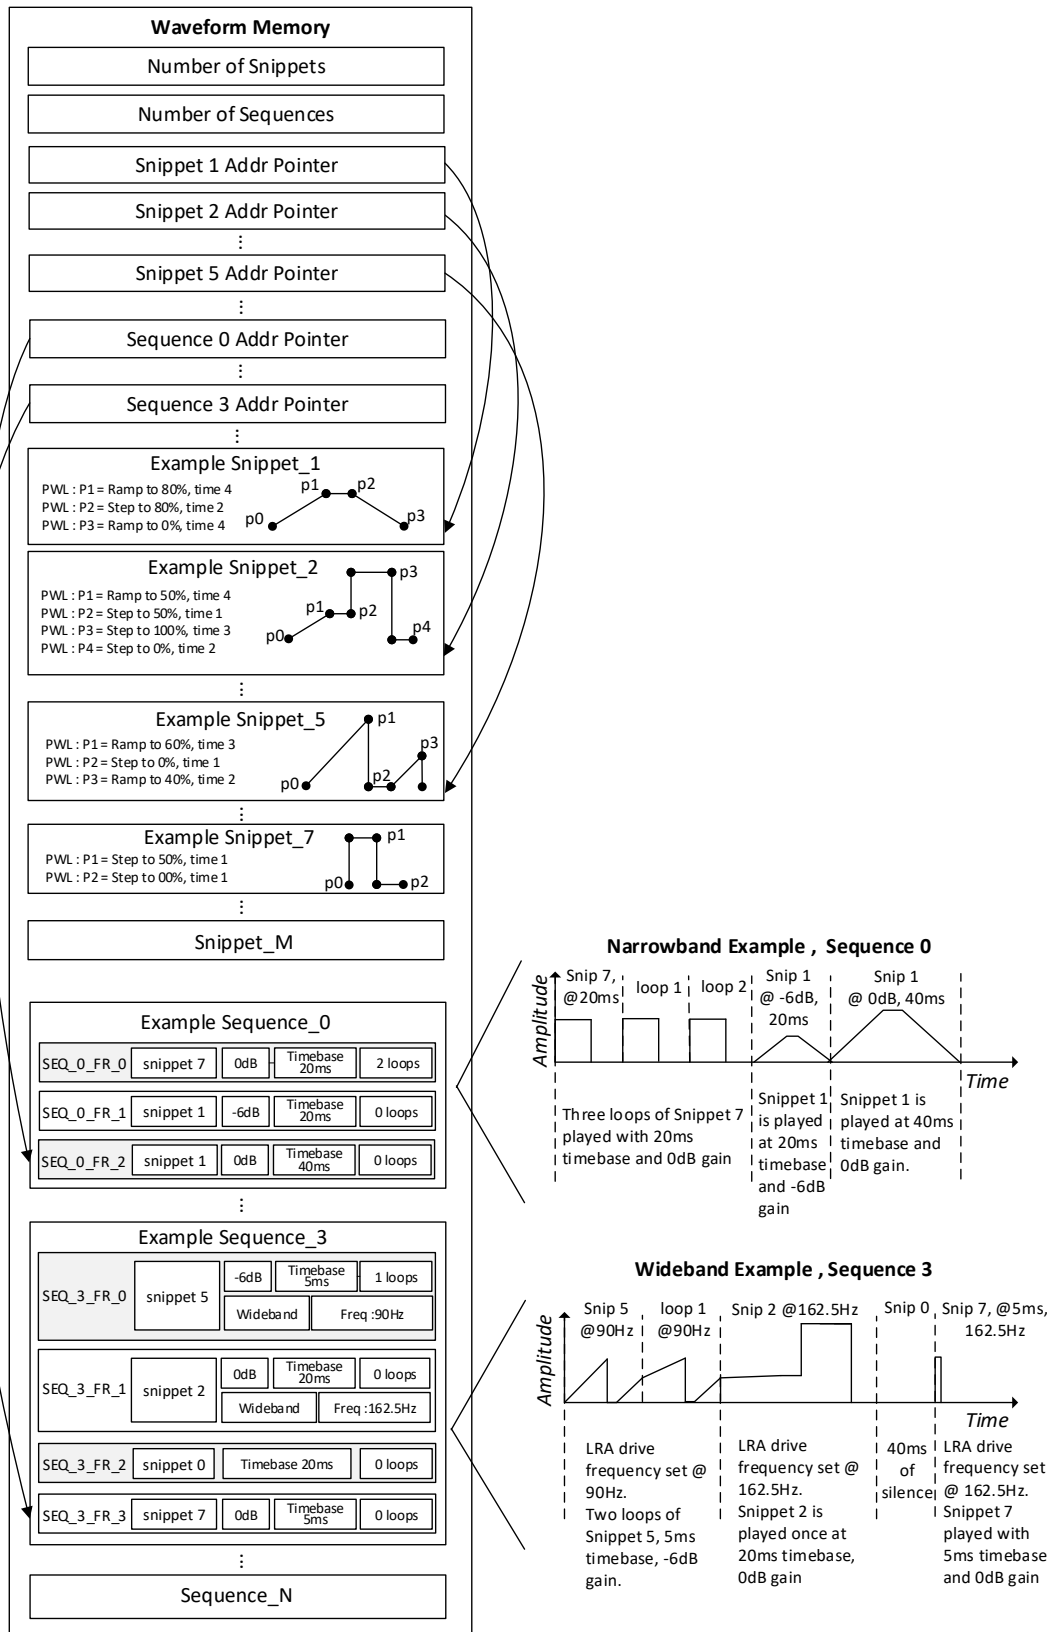 Waveform Memory
Number of Snippets
Number of Sequences
Snippet 1 Addr Pointer
Snippet 2 Addr Pointer
...
Snippet 5 Addr Pointer
...
Sequence 0 Addr Pointer
...
Sequence 3 Addr Pointer
...
Example Snippet_1
PWL : P1 = Ramp to 80%, time 4
PWL : P2 = Step to 80%, time 2
PWL : P3 = Ramp to 0%, time 4
p0
p1
p2
p3
Example Snippet_2
PWL : P1 = Ramp to 50%, time 4
PWL : P2 = Step to 50%, time 1
PWL : P3 = Step to 100%, time 3
PWL : P4 = Step to 0%, time 2
p0
p1
p2
p3
p4
...
Example Snippet_5
PWL : P1 = Ramp to 60%, time 3
PWL : P2 = Step to 0%, time 1
PWL : P3 = Ramp to 40%, time 2
p0
p1
p2
p3
...
Example Snippet_7
PWL : P1 = Step to 50%, time 1
PWL : P2 = Step to 00%, time 1
p0
p1
p2
...
Snippet_M
Example Sequence_0
SEQ_0_FR_0 snippet 7 0dB Timebase 20ms 2 loops
SEQ_0_FR_1 snippet 1 -6dB Timebase 20ms 0 loops
SEQ_0_FR_2 snippet 1 0dB Timebase 40ms 0 loops
...
Example Sequence_3
SEQ_3_FR_0 snippet 5 -6dB Timebase 5ms 1 loops
Wideband Freq :90Hz
SEQ_3_FR_1 snippet 2 0dB Timebase 20ms 0 loops
Wideband Freq :162.5Hz
SEQ_3_FR_2 snippet 0 Timebase 20ms 0 loops
SEQ_3_FR_3 snippet 7 0dB Timebase 5ms 0 loops
...
Sequence_N
Narrowband Example , Sequence 0
Amplitude
Snip 7,
@20ms
loop 1
loop 2
Snip 1
@ -6dB,
20ms
Snip 1
@ 0dB, 40ms
Time
Three loops of Snippet 7
played with 20ms
timebase and 0dB gain
Snippet 1
is played
at 20ms
timebase
and -6dB
gain
Snippet 1 is
played at 40ms
timebase and
0dB gain.
Wideband Example , Sequence 3
Amplitude
Snip 5
@90Hz
loop 1
@90Hz
Snip 2 @162.5Hz
Snip 0
Snip 7, @5ms,
162.5Hz
Time
LRA drive
frequency set @
90Hz.
Two loops of
Snippet 5, 5ms
timebase, -6dB
gain.
LRA drive
frequency set @
162.5Hz.
Snippet 2 is
played once at
20ms timebase,
0dB gain
40ms
of
silence
LRA drive
frequency set
@ 162.5Hz.
Snippet 7
played with
5ms timebase
and 0dB gain